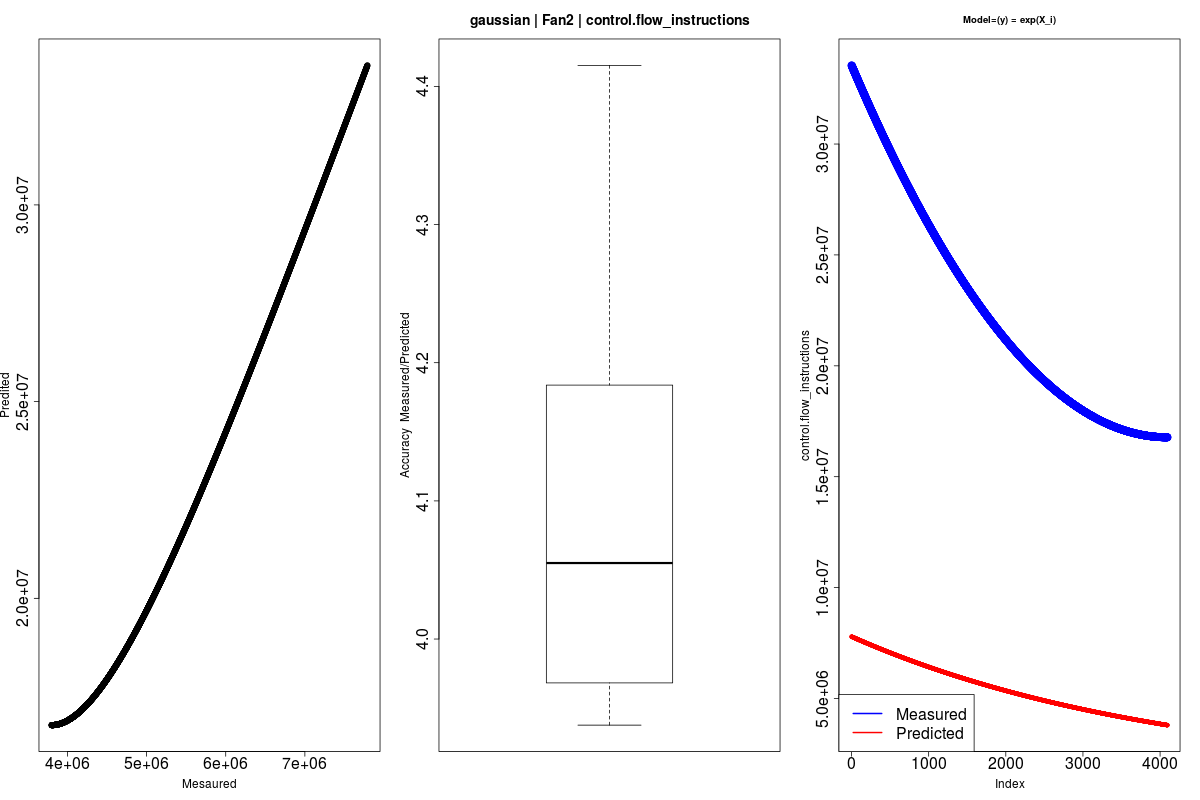 Predited
2.0e+07 2.5e+07 3.0e+07
4e+06 5e+06 6e+06 7e+06
Mesaured
gaussian | Fan2 | control.flow_instructions
Accuracy Measured/Predicted
4.0 4.1 4.2 4.3 4.4
Model=(y) = exp(X_i)
control.flow_instructions
5.0e+06 1.0e+07 1.5e+07 2.0e+07 2.5e+07 3.0e+07
Measured
Predicted
0 1000 2000 3000 4000
Index